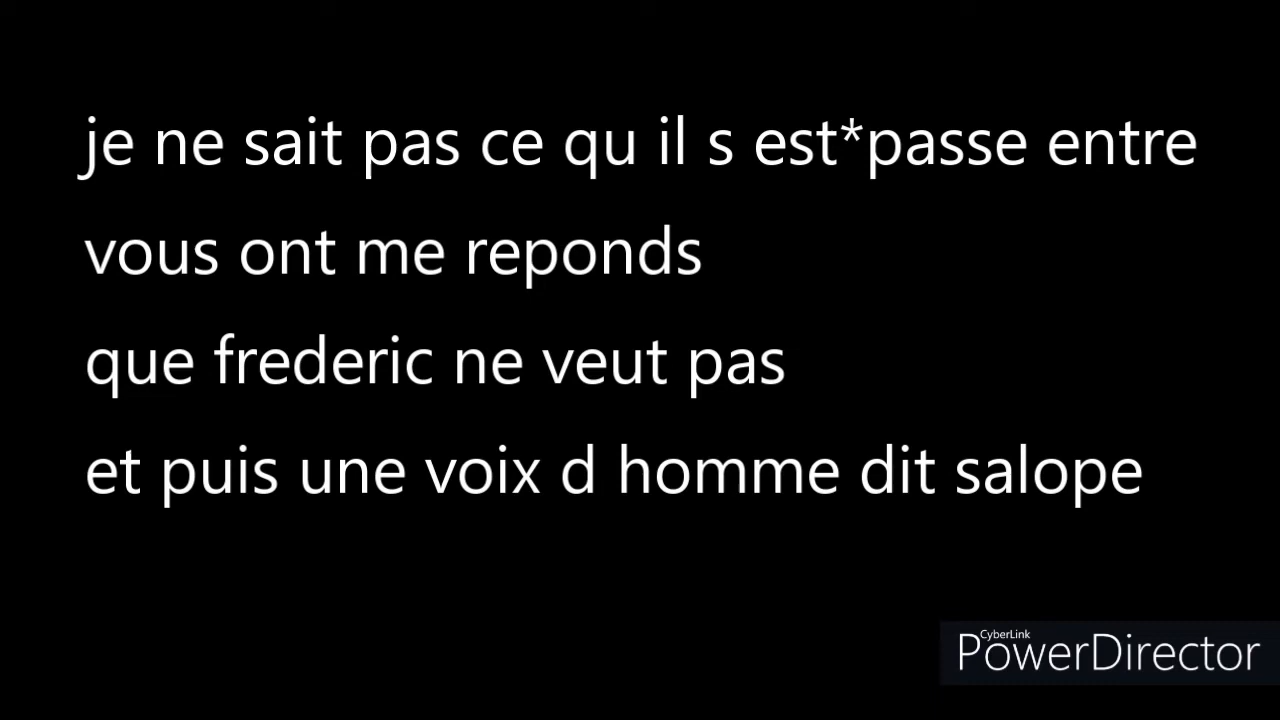 je ne sait pas ce qu il s est*passe entre
vous ont me reponds
que frederic ne veut pas
et puis une voix d homme dit salope
CyberLink
PowerDirector